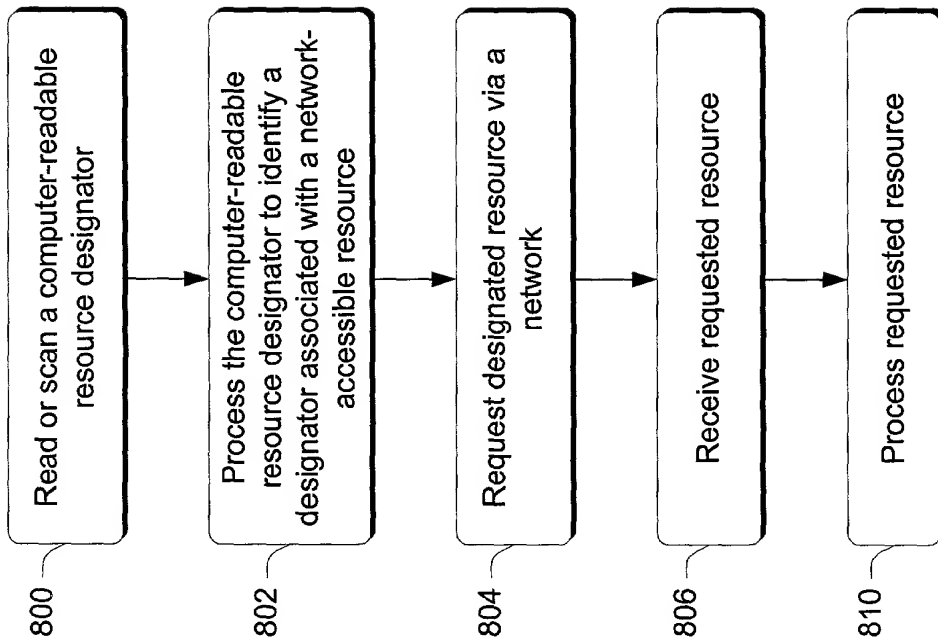 800
Read or scan a computer-readable
resource designator
802
Process the computer-readable
resource designator to identify a
designator associated with a network-
accessible resource
804
Request designated resource via a
network
806
Receive requested resource
810
Process requested resource